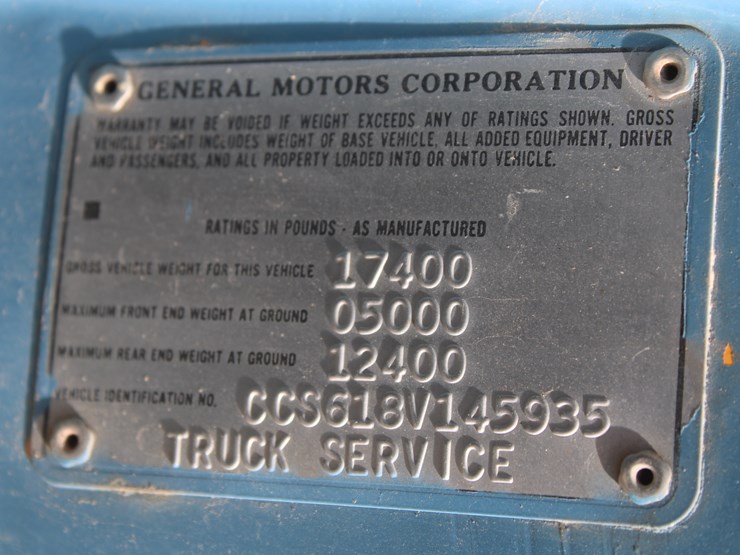 GENERAL MOTORS CORPORATION
WARRANTY MAY BE VOIDED IF WEIGHT EXCEEDS ANY OF RATINGS SHOWN. GROSS
VEHICLE WEIGHT INCLUDES WEIGHT OF BASE VEHICLE, ALL ADDED EQUIPMENT, DRIVER
AND PASSENGERS, AND ALL PROPERTY LOADED INTO OR ONTO VEHICLE.
RATINGS IN POUNDS - AS MANUFACTURED
GROSS VEHICLE WEIGHT FOR THIS VEHICLE 17400
MAXIMUM FRONT END WEIGHT AT GROUND 05000
MAXIMUM REAR END WEIGHT AT GROUND 12400
VEHICLE IDENTIFICATION NO. CCS618V145935
TRUCK SERVICE